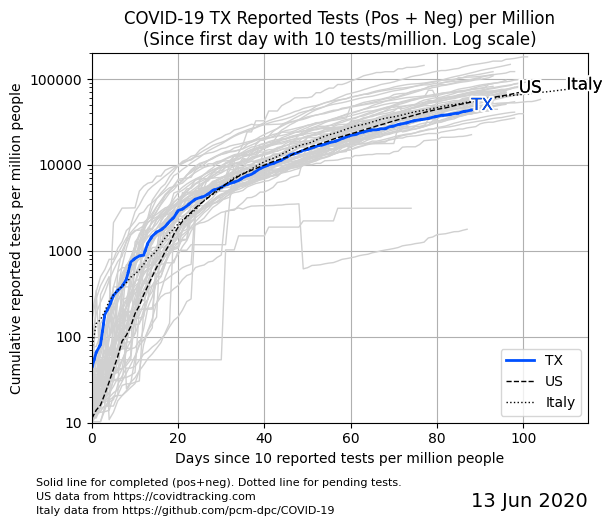 COVID-19 TX Reported Tests (Pos + Neg) per Million
(Since first day with 10 tests/million. Log scale)
Cumulative reported tests per million people
100000
10000
1000
100
10
US
Italy
TX
TX
US
Italy
0
20
40
60
80
100
Days since 10 reported tests per million people
Solid line for completed (pos+neg). Dotted line for pending tests.
US data from https://covidtracking.com
Italy data from https://github.com/pcm-dpc/COVID-19
13 Jun 2020